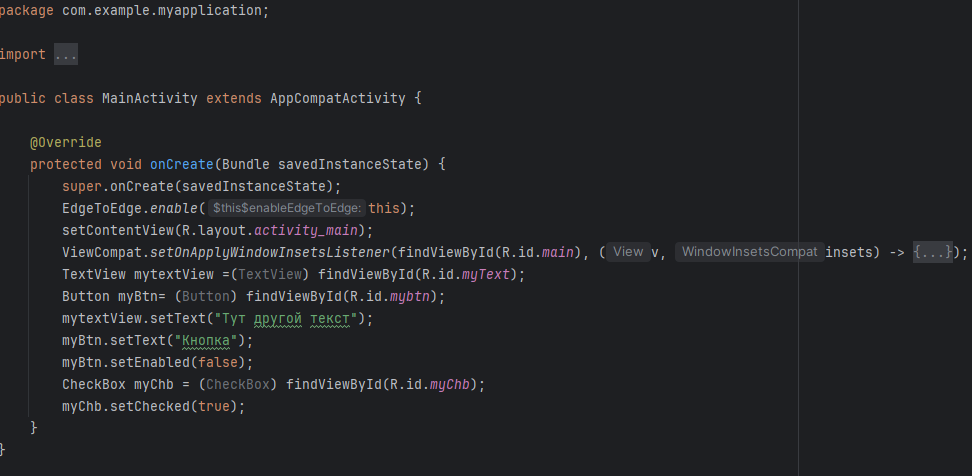 package com.example.myapplication;
import ...
public class MainActivity extends AppCompatActivity {
@Override
protected void onCreate(Bundle savedInstanceState) {
super.onCreate(savedInstanceState);
EdgeToEdge.enable( $this$enableEdgeToEdge: this);
setContentView(R.layout.activity_main);
ViewCompat.setOnApplyWindowInsetsListener(findViewById(R.id.main), ( View v, WindowInsetsCompat insets) -> {...});
TextView mytextView =(TextView) findViewById(R.id.myText);
Button myBtn= (Button) findViewById(R.id.mybtn);
mytextView.setText("Тут другой текст");
myBtn.setText("Кнопка");
myBtn.setEnabled(false);
CheckBox myChb = (CheckBox) findViewById(R.id.myChb);
myChb.setChecked(true);
}
}